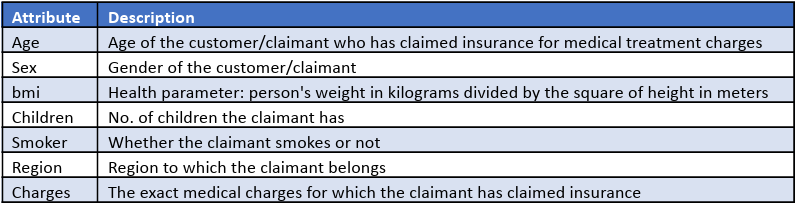 Attribute Description
Age Age of the customer/claimant who has claimed insurance for medical treatment charges
Sex Gender of the customer/claimant
bmi Health parameter: person's weight in kilograms divided by the square of height in meters
Children No. of children the claimant has
Smoker Whether the claimant smokes or not
Region Region to which the claimant belongs
Charges The exact medical charges for which the claimant has claimed insurance